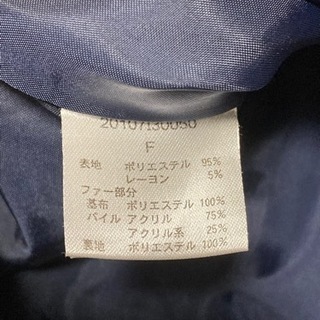 20107130050
F
表地 ポリエステル 95%
レーヨン 5%
ファー部分
基布 ポリエステル 100%
パイル アクリル 75%
アクリル系 25%
裏地 ポリエステル 100%